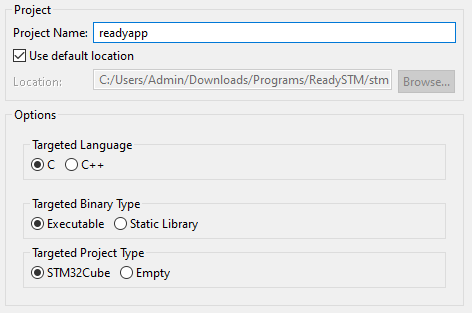 Project
Project Name: readyapp
Use default location
Location: C:/Users/Admin/Downloads/Programs/ReadySTM/stm Browse...
Options
Targeted Language
C C++
Targeted Binary Type
Executable Static Library
Targeted Project Type
STM32Cube Empty